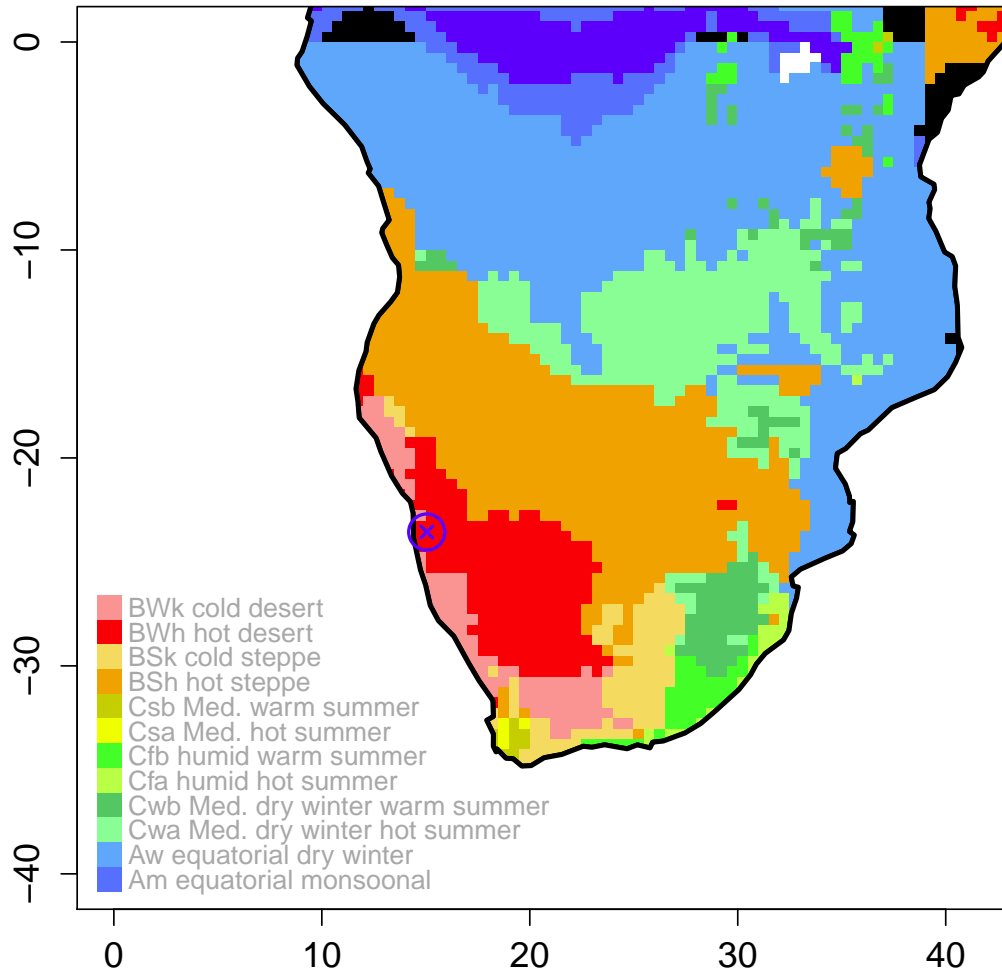 0
−10
−20
−30
−40
BWk cold desert
BWh hot desert
BSk cold steppe
BSh hot steppe
Csb Med. warm summer
Csa Med. hot summer
Cfb humid warm summer
Cfa humid hot summer
Cwb Med. dry winter warm summer
Cwa Med. dry winter hot summer
Aw equatorial dry winter
Am equatorial monsoonal
0 10 20 30 40